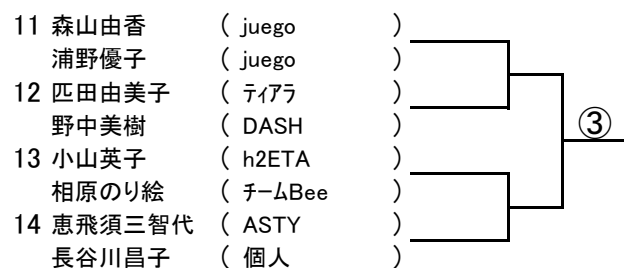 11 森山由香 ( juego )
浦野優子 ( juego )
12 匹田由美子 ( ティアラ )
野中美樹 ( DASH )
③
13 小山英子 ( h2ETA )
相原のり絵 ( チームBee )
14 恵飛須三智代 ( ASTY )
長谷川昌子 ( 個人 )